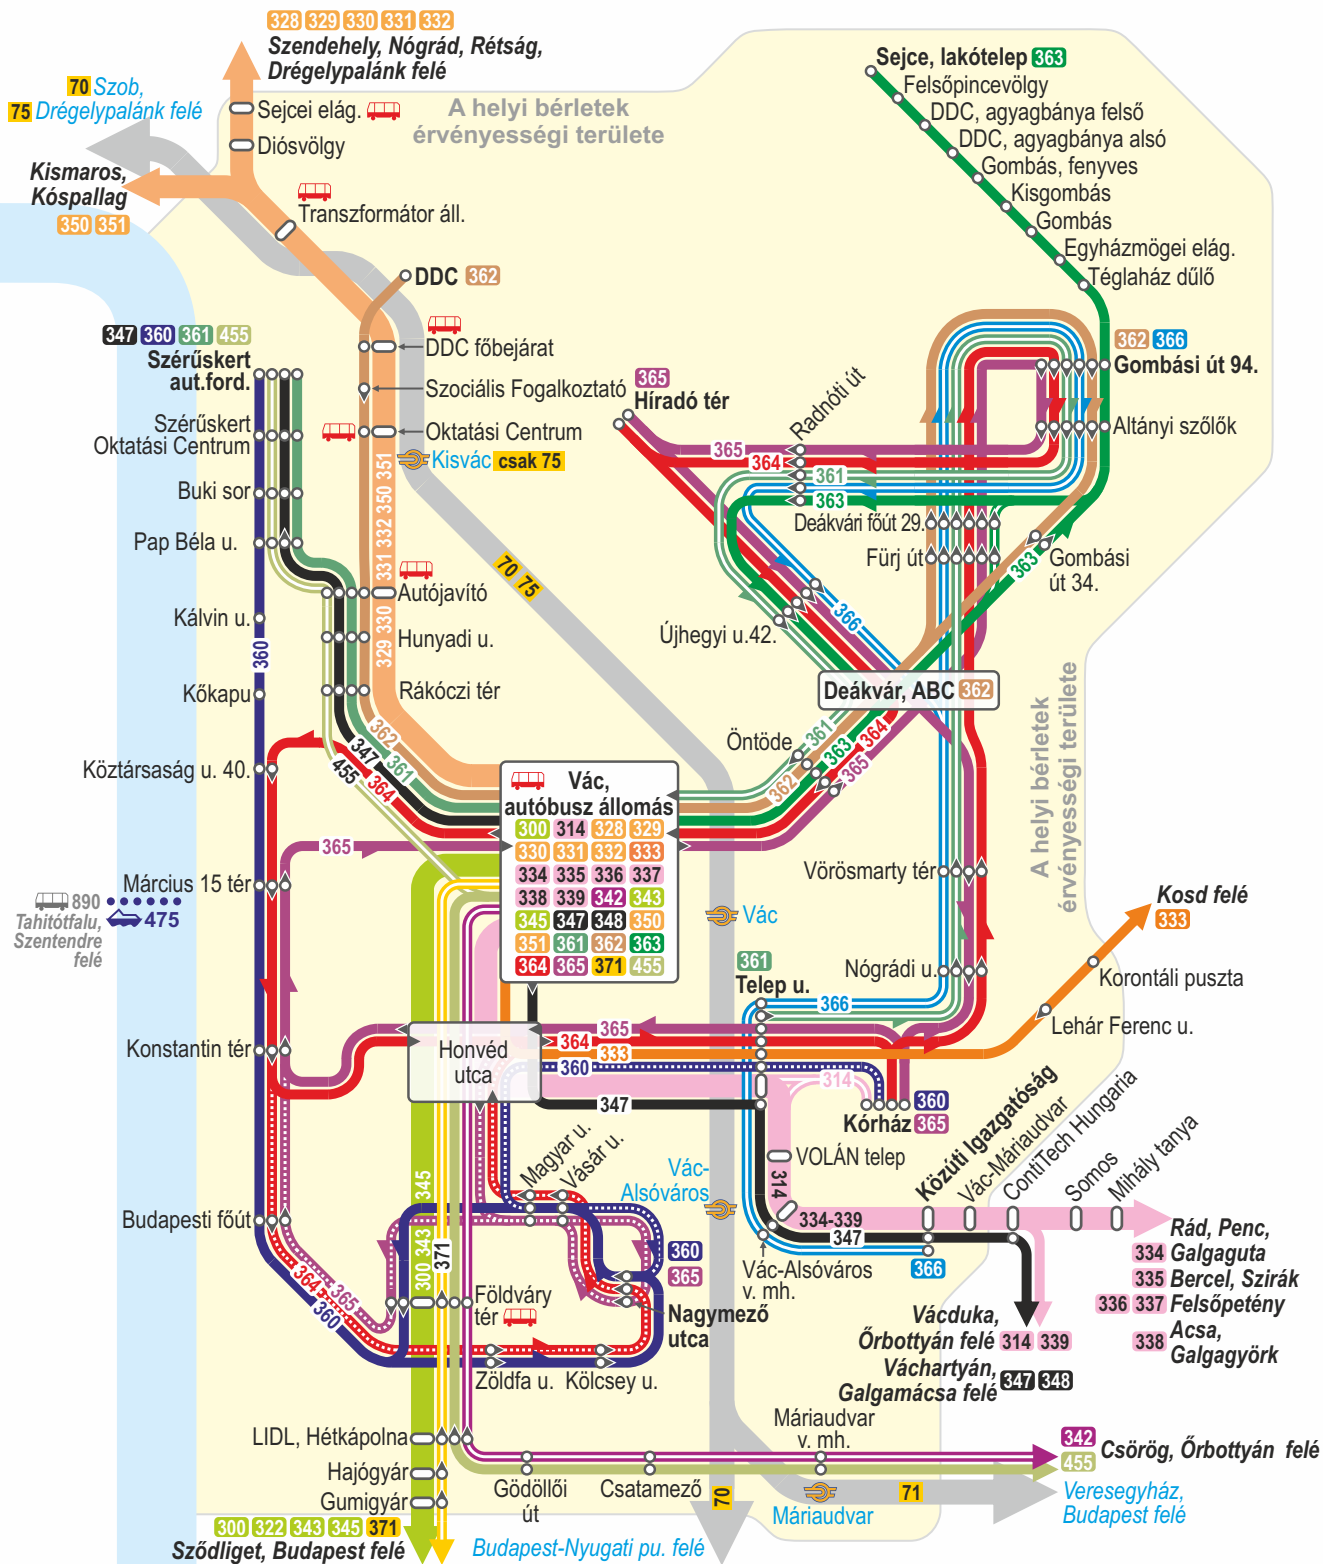 328 329 330 331 332
Szendehely, Nógrád, Rétság,
Drégelypalánk felé
70 Szob,
75 Drégelypalánk felé
Sejcei elág.
Diósvölgy
A helyi bérletek
érvényességi területe
Kismaros,
Kóspallag
350 351
Transzformátor áll.
Sejce, lakótelep 363
Felsőpincevölgy
DDC, agyagbánya felső
DDC, agyagbánya alsó
Gombás, fenyves
Kisgombás
Gombás
Egyházmögei elág.
Téglaház dűlő
DDC 362
347 360 361 455
Szérűskert
aut.ford.
DDC főbejárat
Szociális Fogalkoztató
Oktatási Centrum
Kisvác csak 75
365
Híradó tér
Radnóti út
362 366
Gombási út 94.
Altányi szőlők
Szérűskert
Oktatási Centrum
Buki sor
Pap Béla u.
Kálvin u.
360
Kőkapu
329 330 331 332 350 351
Autójavító
Hunyadi u.
Rákóczi tér
70 75
365
364
361
363
Deákvári főút 29.
Fürj út
Gombási
út 34.
363
366
Újhegyi u.42.
Deákvár, ABC 362
A helyi bérletek
érvényességi területe
Öntöde
361
362
363
364
365
362
347
361
455
364
Köztársaság u. 40.
365
Március 15 tér
890
475
Tahitótfalu,
Szentendre
felé
Vác,
autóbusz állomás
300 314 328 329
330 331 332 333
334 335 336 337
338 339 342 343
345 347 348 350
351 361 362 363
364 365 371 455
Vác
Vörösmarty tér
Nógrádi u.
Kosd felé
333
Korontáli puszta
Lehár Ferenc u.
361
Telep u.
366
Konstantin tér
Honvéd
utca
365
364
333
360
314
347
Kórház 360
365
Magyar u.
Vásár u.
Vác-
Alsóváros
VOLÁN telep
314
334-339
347
366
Közúti Igazgatóság
Vác-Máriaudvar
ContiTech Hungaria
Somos
Mihály tanya
Rád, Penc,
334 Galgaguta
335 Bercel, Szirák
336 337 Felsőpetény
338 Acsa,
Galgagyörk
Vác-Alsóváros
v. mh.
Vácduka,
Őrbottyán felé 314 339
Váchartyán,
Galgamácsa felé 347 348
Budapesti főút
345
300 343
371
364
365
360
Földváry
tér
360
365
Nagymező
utca
Zöldfa u.
Kölcsey u.
LIDL, Hétkápolna
Hajógyár
Gumigyár
Gödöllői
út
Csatamező
Máriaudvar
v. mh.
342
455
Csörög, Őrbottyán felé
70
71
Máriaudvar
Veresegyház,
Budapest felé
300 322 343 345 371
Sződliget, Budapest felé
Budapest-Nyugati pu. felé